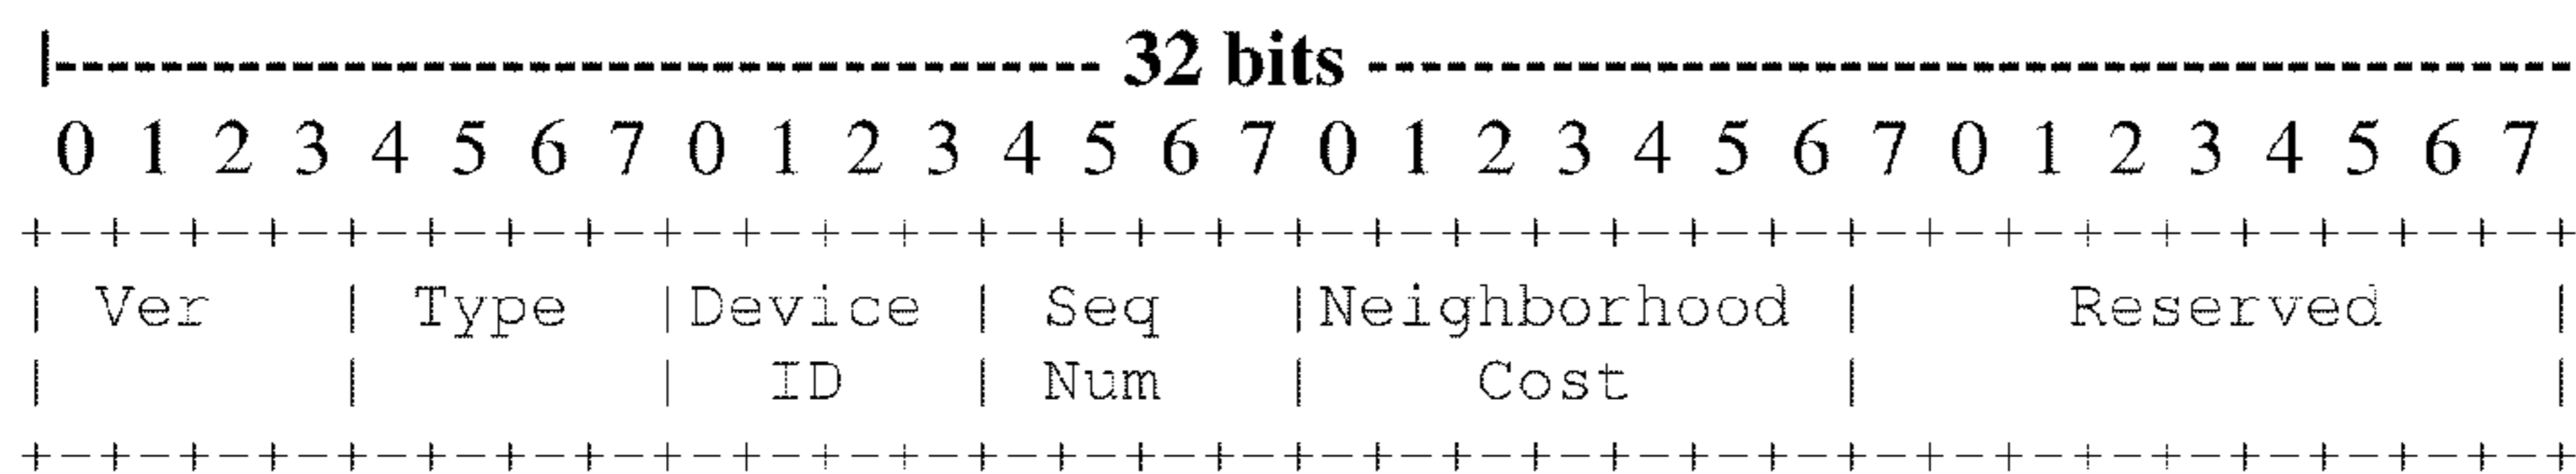 |---------------------------------------- 32 bits ----------------------------------------------
0 1 2 3 4 5 6 7 0 1 2 3 4 5 6 7 0 1 2 3 4 5 6 7 0 1 2 3 4 5 6 7
+-+-+-+-+-+-+-+-+-+-+-+-+-+-+-+-+-+-+-+-+-+-+-+-+-+-+-+-+-+-+-+-+
| Ver | Type |Device | Seq |Neighborhood | Reserved |
| | | ID | Num | Cost | |
+-+-+-+-+-+-+-+-+-+-+-+-+-+-+-+-+-+-+-+-+-+-+-+-+-+-+-+-+-+-+-+-+